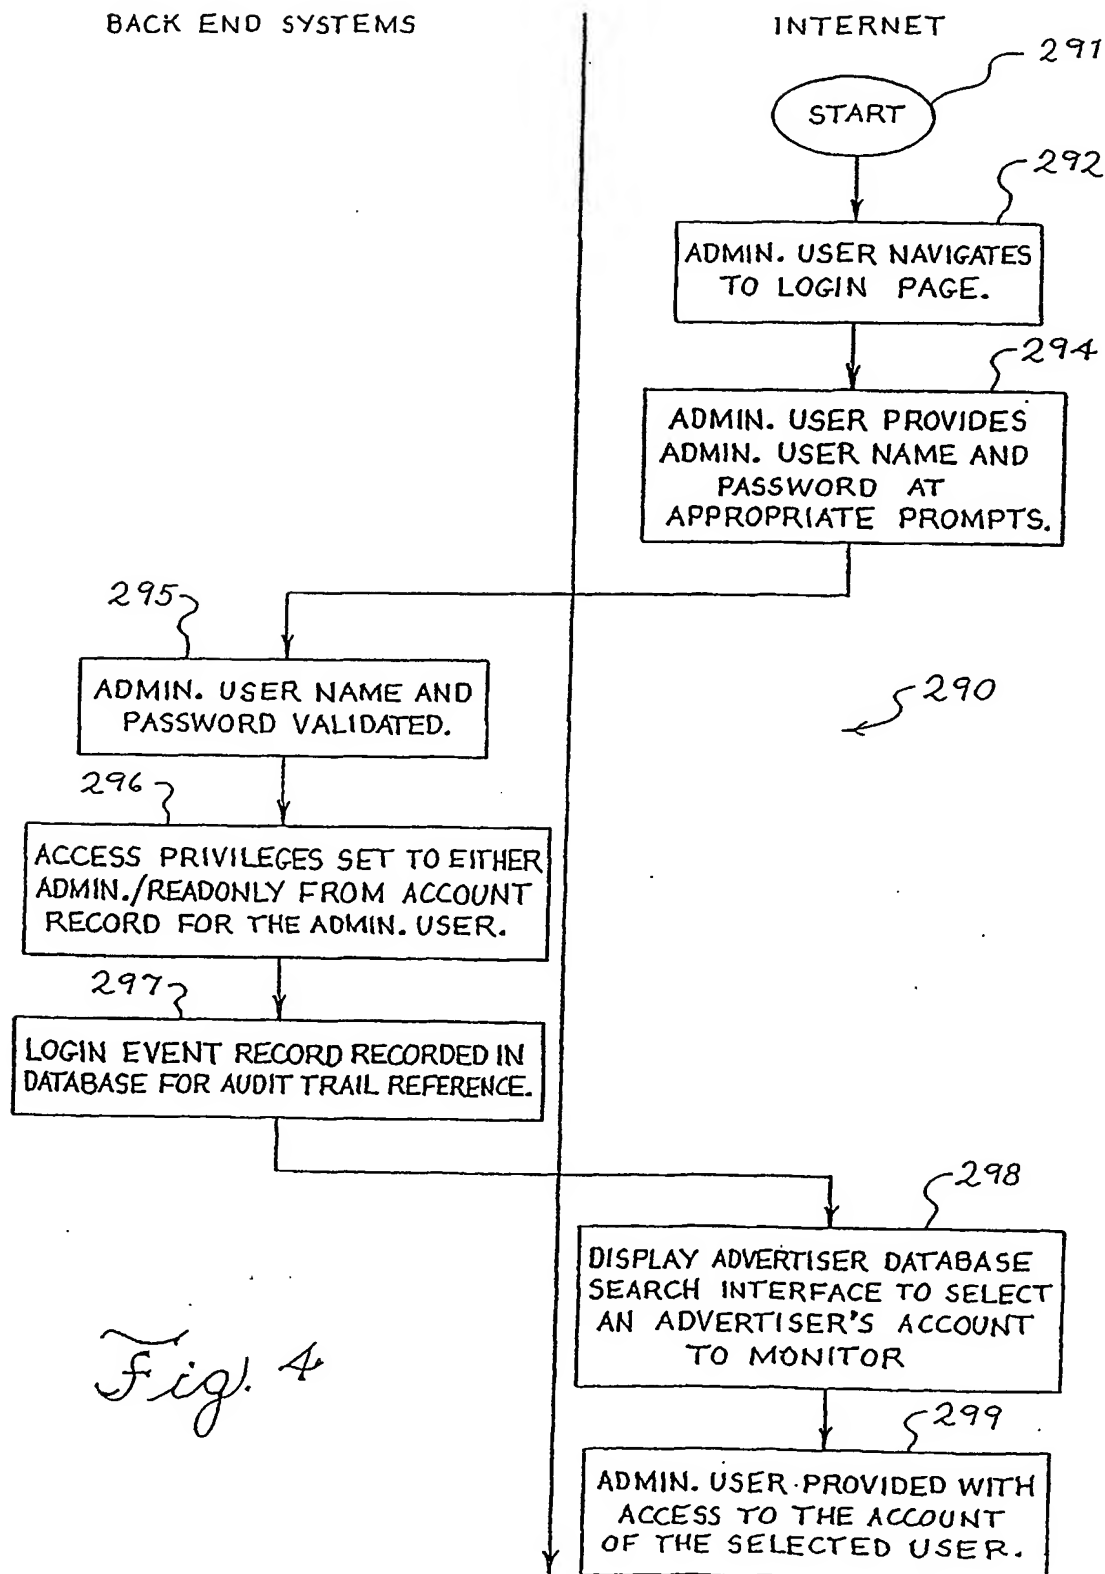 BACK END SYSTEMS
INTERNET
291
START
292
ADMIN. USER NAVIGATES
TO LOGIN PAGE.
294
ADMIN. USER PROVIDES
ADMIN. USER NAME AND
PASSWORD AT
APPROPRIATE PROMPTS.
295
ADMIN. USER NAME AND
PASSWORD VALIDATED.
290
296
ACCESS PRIVILEGES SET TO EITHER
ADMIN./READONLY FROM ACCOUNT
RECORD FOR THE ADMIN. USER.
297
LOGIN EVENT RECORD RECORDED IN
DATABASE FOR AUDIT TRAIL REFERENCE.
298
DISPLAY ADVERTISER DATABASE
SEARCH INTERFACE TO SELECT
AN ADVERTISER'S ACCOUNT
TO MONITOR
Fig. 4
299
ADMIN. USER PROVIDED WITH
ACCESS TO THE ACCOUNT
OF THE SELECTED USER.